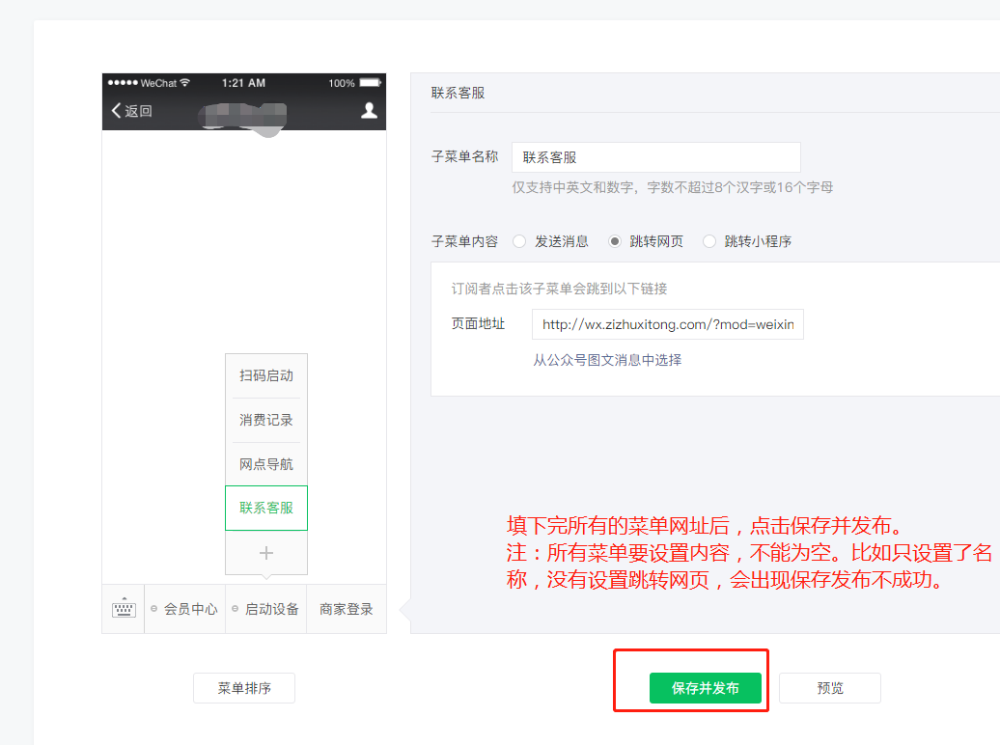 WeChat 1:21 AM 100%
返回
联系客服
子菜单名称 联系客服
仅支持中英文和数字，字数不超过8个汉字或16个字母
子菜单内容 发送消息 跳转网页 跳转小程序
订阅者点击该子菜单会跳到以下链接
页面地址 http://wx.zizhuxitong.com/?mod=weixin
从公众号图文消息中选择
扫码启动
消费记录
网点导航
联系客服
填下完所有的菜单网址后，点击保存并发布。
注：所有菜单要设置内容，不能为空。比如只设置了名
称，没有设置跳转网页，会出现保存发布不成功。
会员中心 启动设备 商家登录
菜单排序 保存并发布 预览